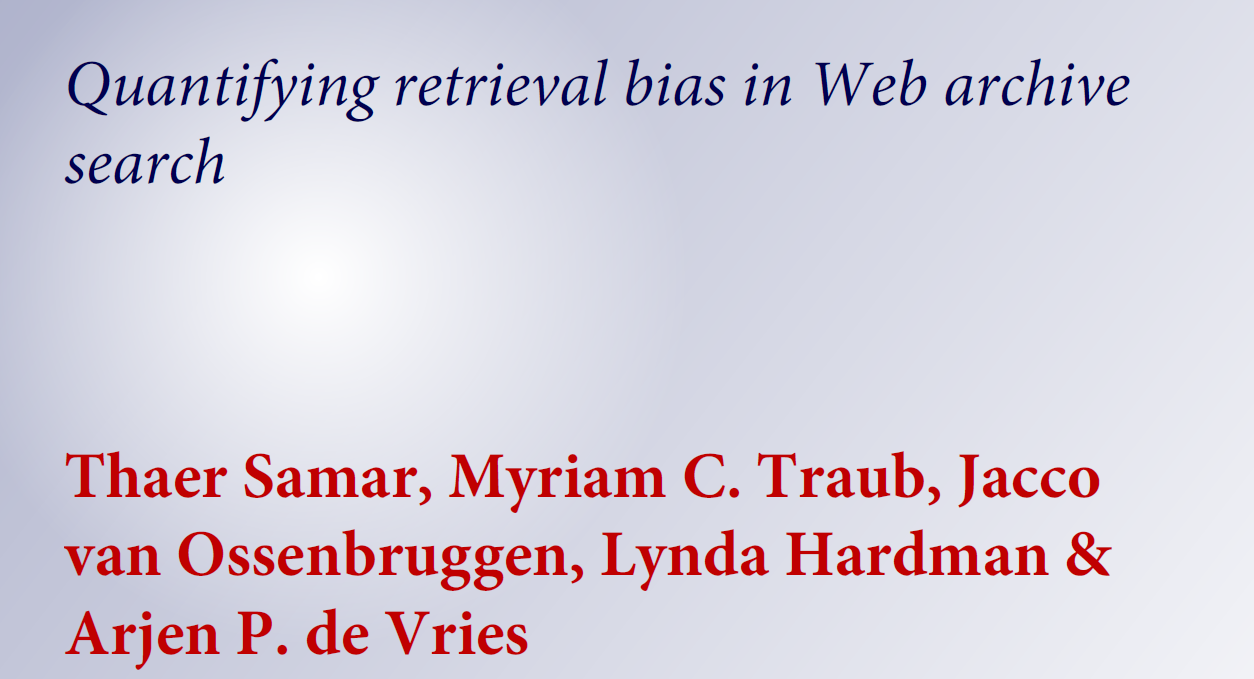 Quantifying retrieval bias in Web archive
search
Thaer Samar, Myriam C. Traub, Jacco
van Ossenbruggen, Lynda Hardman &
Arjen P. de Vries